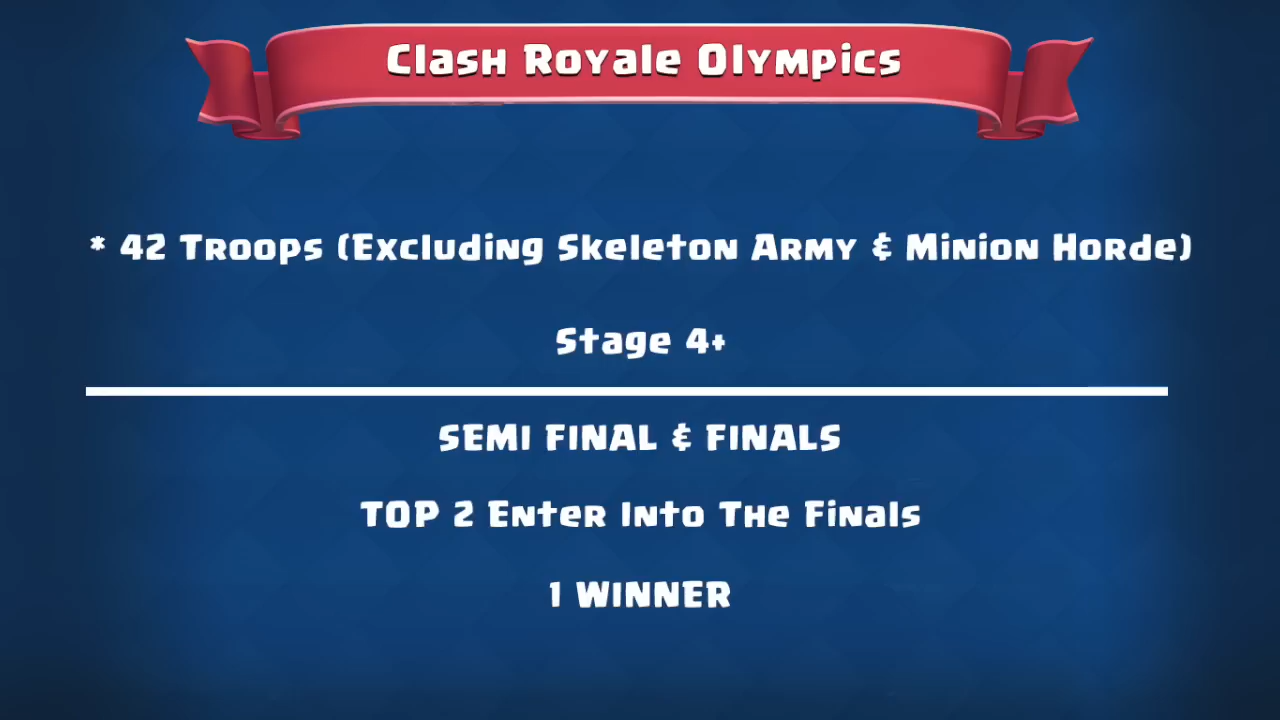 Clash Royale Olympics
* 42 Troops (Excluding Skeleton Army & Minion Horde)
Stage 4+
SEMI FINAL & FINALS
TOP 2 Enter Into The Finals
1 WINNER